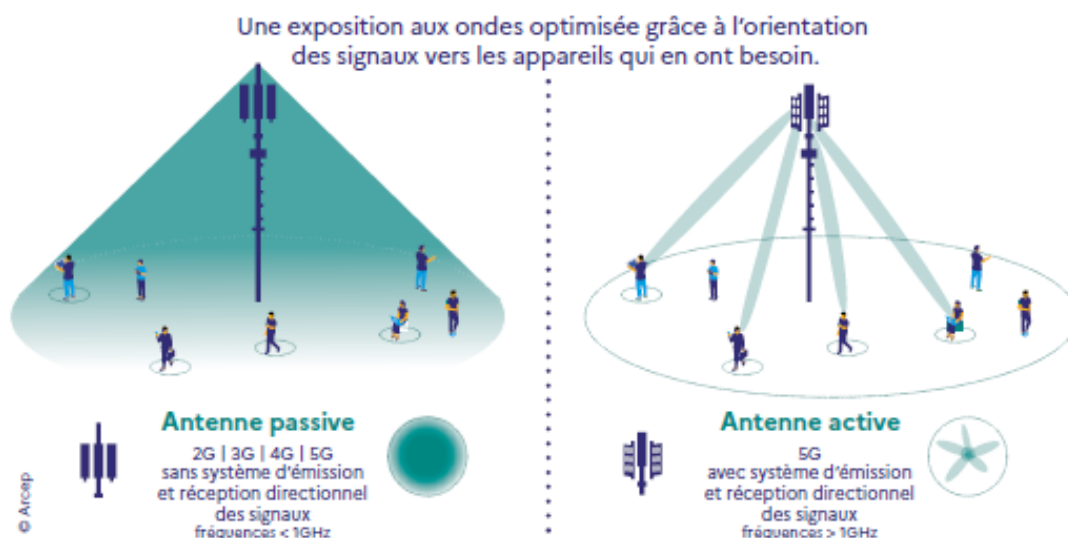 Une exposition aux ondes optimisée grâce à l'orientation
des signaux vers les appareils qui en ont besoin.
Antenne passive
2G | 3G | 4G | 5G
sans système d'émission
et réception directionnel
des signaux
fréquences < 1GHz
Antenne active
5G
avec système d'émission
et réception directionnel
des signaux
fréquences > 1GHz
© Arcep